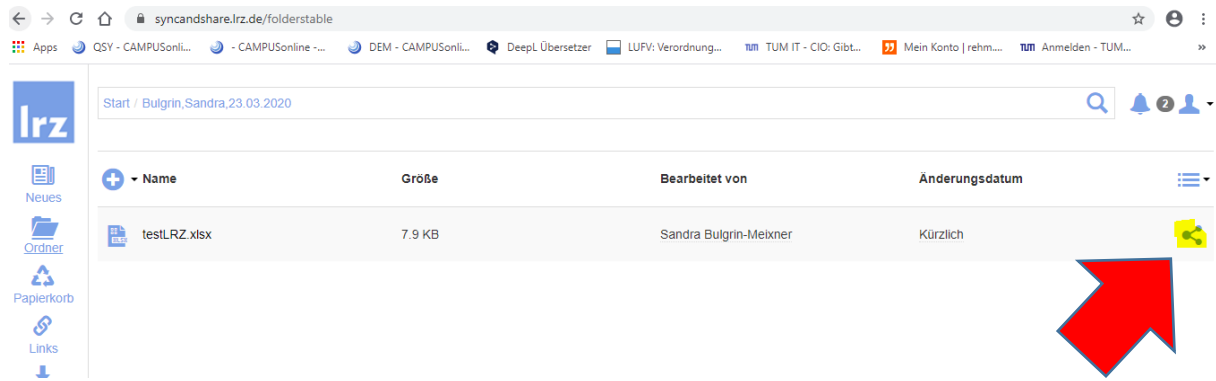 syncandshare.lrz.de/folderstable
Apps QSY - CAMPUSonli... - CAMPUSonline -... DEM - CAMPUSonli... DeepL Übersetzer LUFV: Verordnung... TUM IT - CIO: Gibt... Mein Konto | rehm.... Anmelden - TUM... »
lrz
Start / Bulgrin,Sandra,23.03.2020
2
Neues
Name Größe Bearbeitet von Änderungsdatum
Ordner
testLRZ.xlsx 7.9 KB Sandra Bulgrin-Meixner Kürzlich
Papierkorb
Links